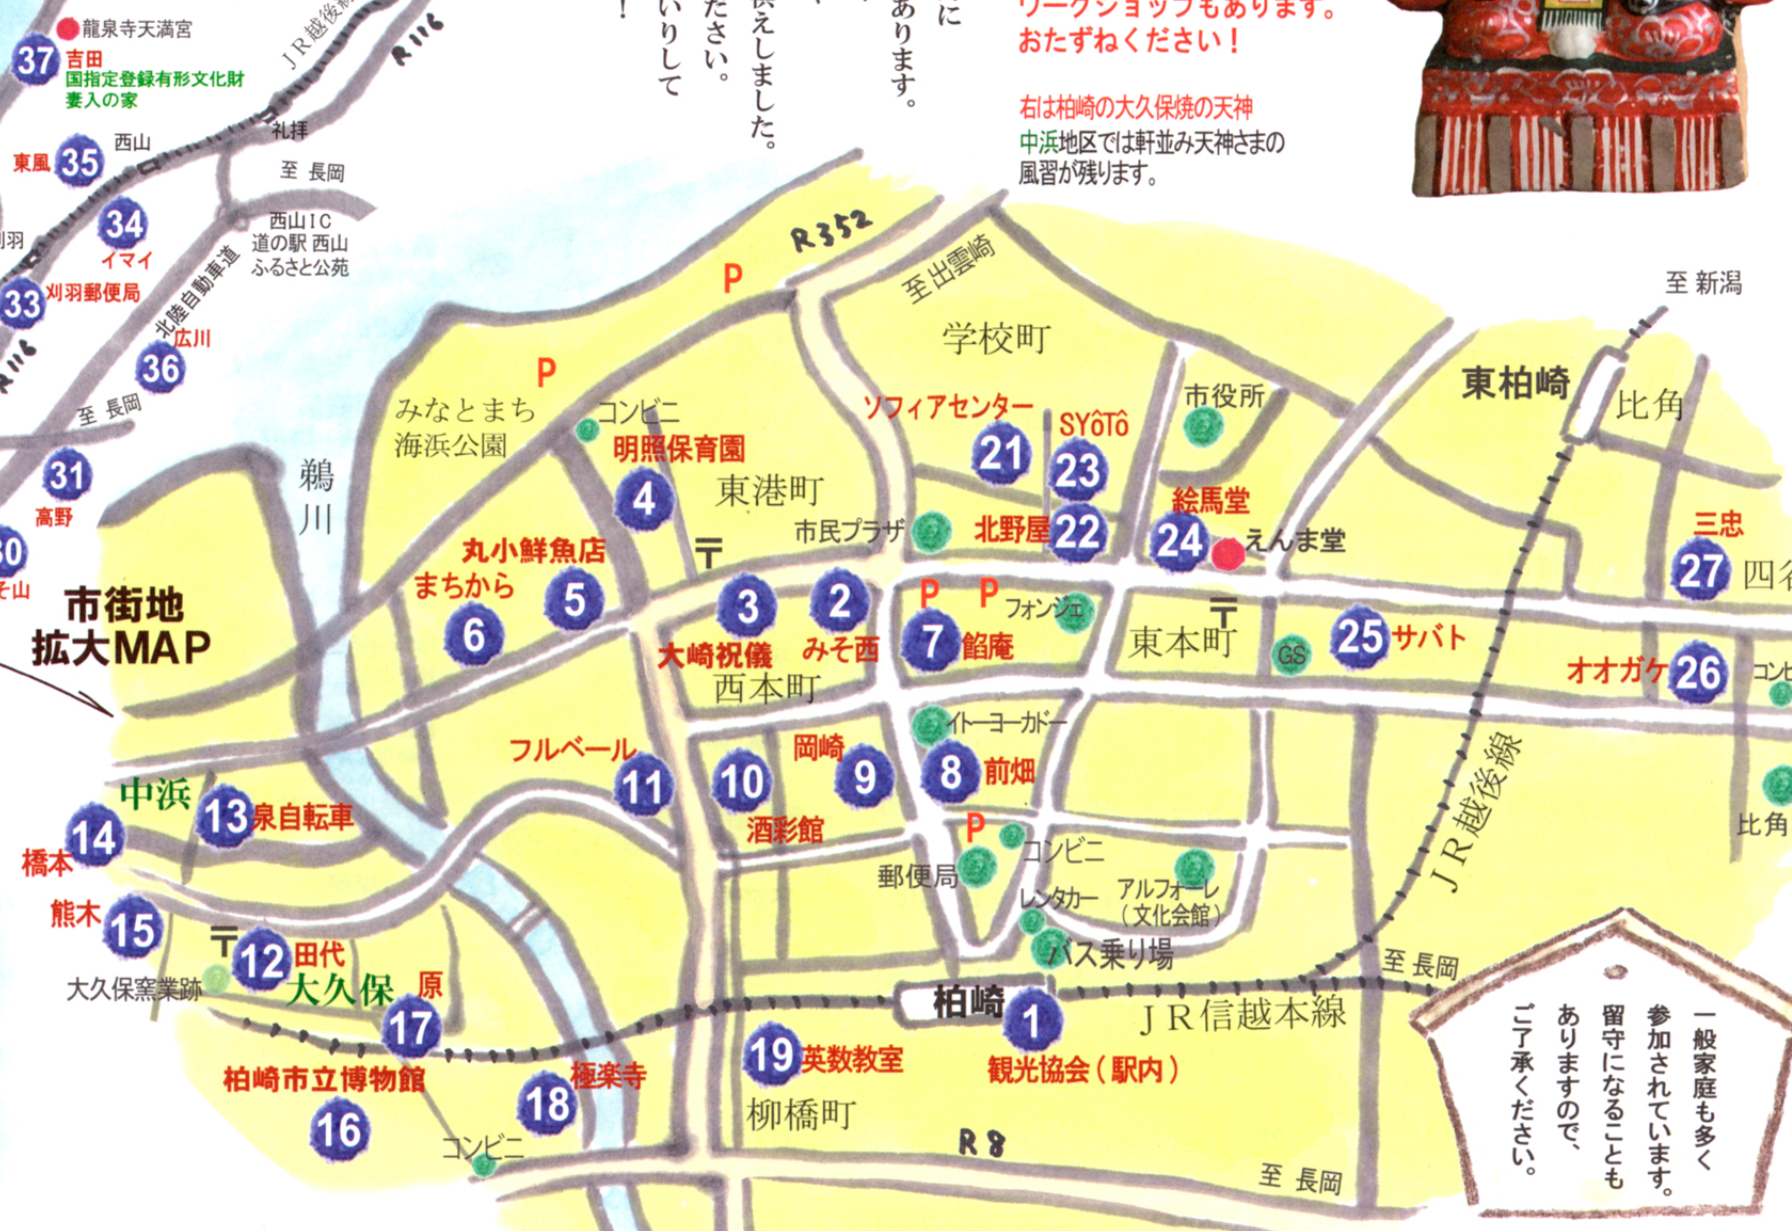 龍泉寺天満宮
37
吉田
国指定登録有形文化財
妻入の家
JR越後線
R116
礼拝
西山
東風
35
至 長岡
34
イマイ
西山IC
道の駅 西山
ふるさと公苑
刈羽郵便局
33
北陸自動車道
広川
36
R116
至 長岡
31
高野
市街地
拡大MAP
あります。
供えしました。
ださい。
いりして
!
に
ワークショップもあります。
おたずねください!
右は柏崎の大久保焼の天神
中浜地区では軒並み天神さまの
風習が残ります。
R352
P
至 出雲崎
学校町
至 新潟
P
みなとまち
海浜公園
コンビニ
明照保育園
4
東港町
鵜川
ソフィアセンター
21
SYôTô
23
市役所
東柏崎
比角
絵馬堂
24
えんま堂
市民プラザ
北野屋
22
三忠
27
丸小鮮魚店
5
まちから
6
〒
3
大崎祝儀
2
みそ西
西本町
P
P
フォンジェ
7
餡庵
東本町
〒
GS
25
サバト
オオガケ
26
イトーヨーカドー
フルベール
11
10
酒彩館
岡崎
9
8
前畑
JR越後線
比角
中浜
13
泉自転車
14
橋本
P
コンビニ
郵便局
レンタカー
アルフォーレ
(文化会館)
バス乗り場
熊木
15
〒
12
田代
大久保窯業跡
大久保
原
17
柏崎
1
観光協会(駅内)
JR信越本線
至 長岡
柏崎市立博物館
16
18
極楽寺
19
英数教室
柳橋町
コンビニ
R8
至 長岡
一般家庭も多く
参加されています。
留守になることも
ありますので、
ご了承ください。